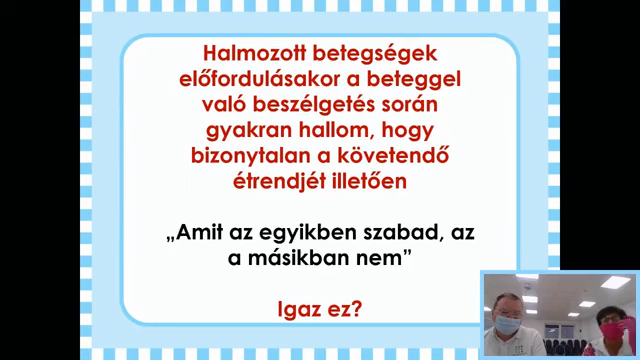 Halmozott betegségek
előfordulásakor a beteggel
való beszélgetés során
gyakran hallom, hogy
bizonytalan a követendő
étrendjét illetően
„Amit az egyikben szabad, az
a másikban nem”
Igaz ez?